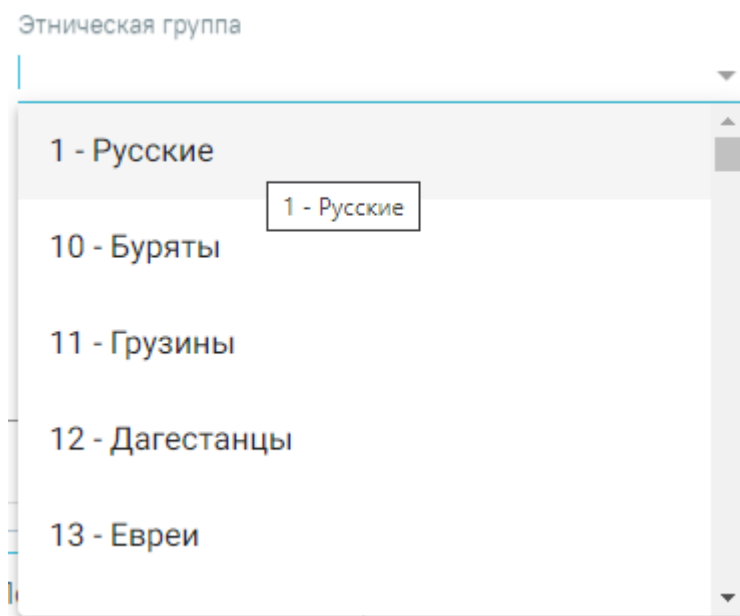 Этническая группа
1 - Русские
1 - Русские
10 - Буряты
11 - Грузины
12 - Дагестанцы
13 - Евреи